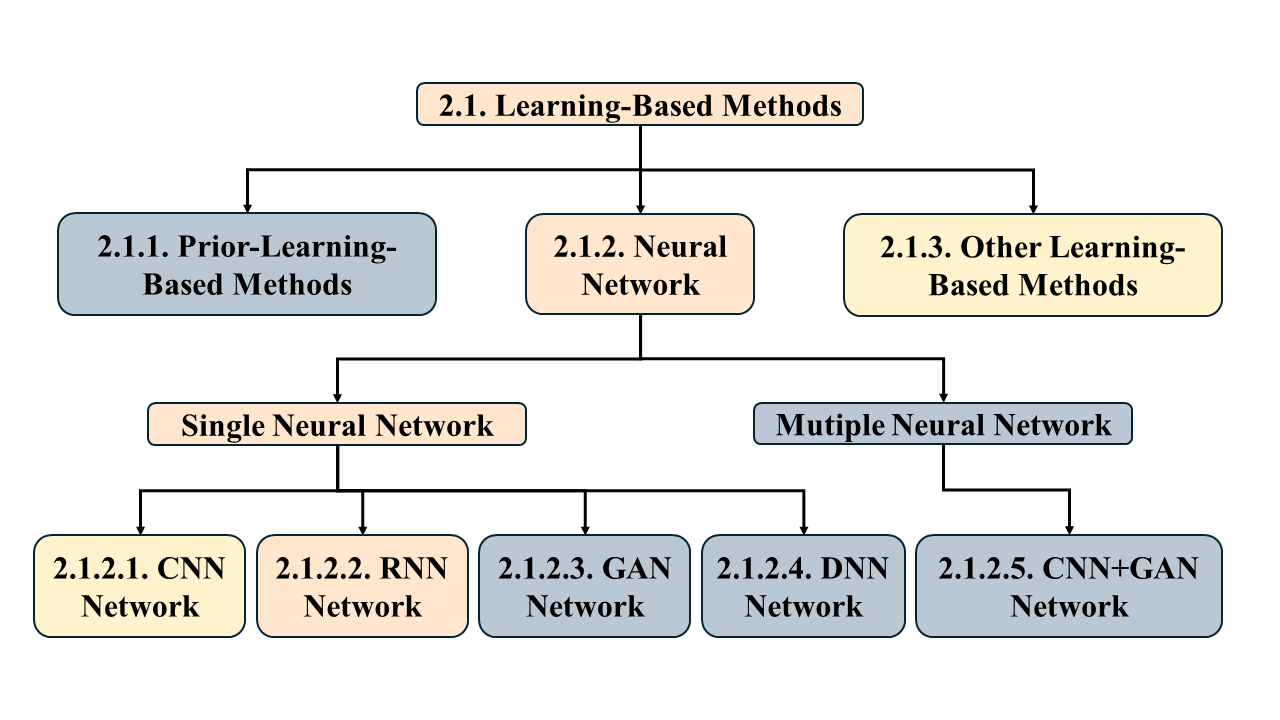 2.1. Learning-Based Methods
2.1.1. Prior-Learning-
Based Methods
2.1.2. Neural
Network
2.1.3. Other Learning-
Based Methods
Single Neural Network
Mutiple Neural Network
2.1.2.1. CNN
Network
2.1.2.2. RNN
Network
2.1.2.3. GAN
Network
2.1.2.4. DNN
Network
2.1.2.5. CNN+GAN
Network